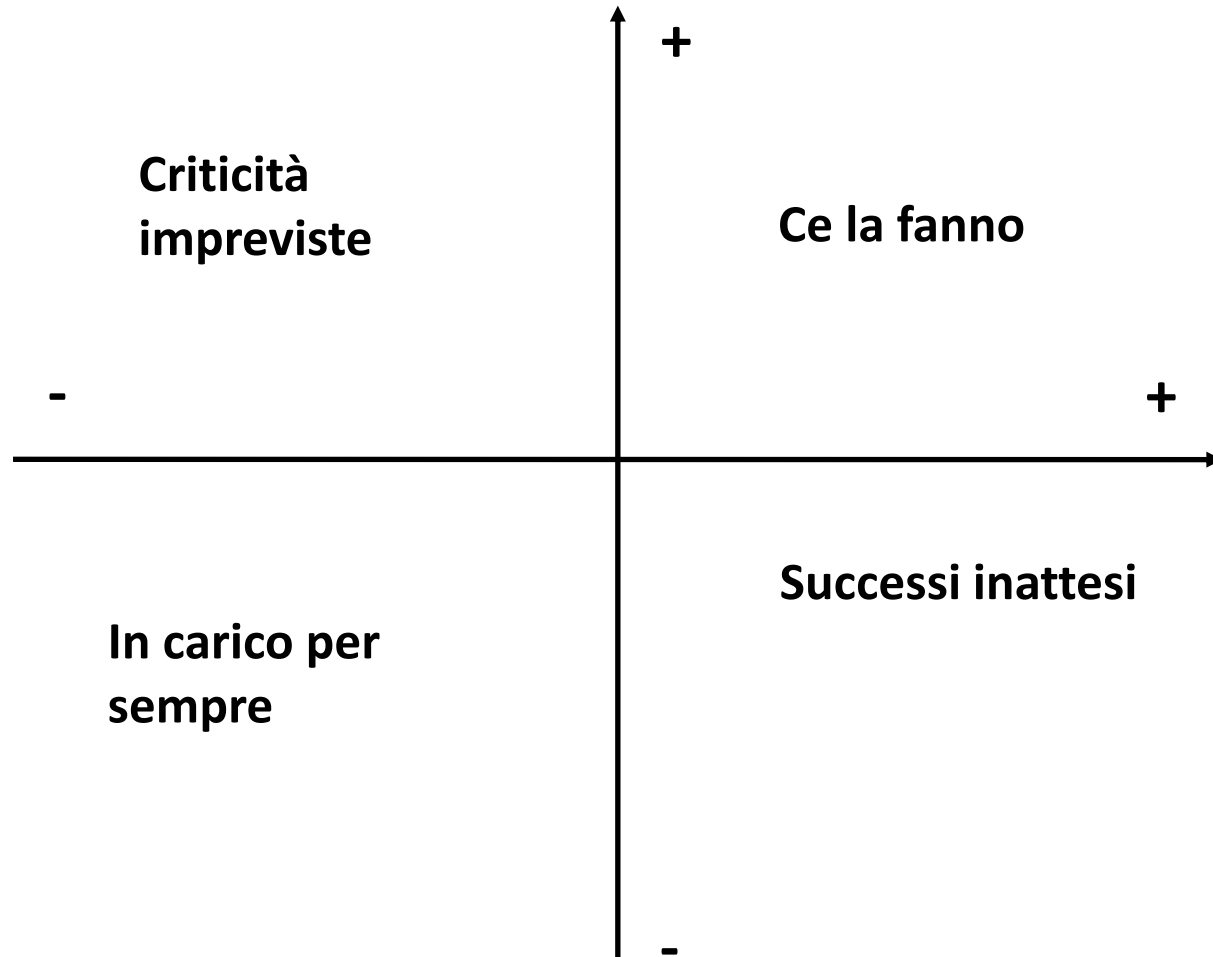 +
Criticità
impreviste
Ce la fanno
-
+
Successi inattesi
In carico per
sempre
-